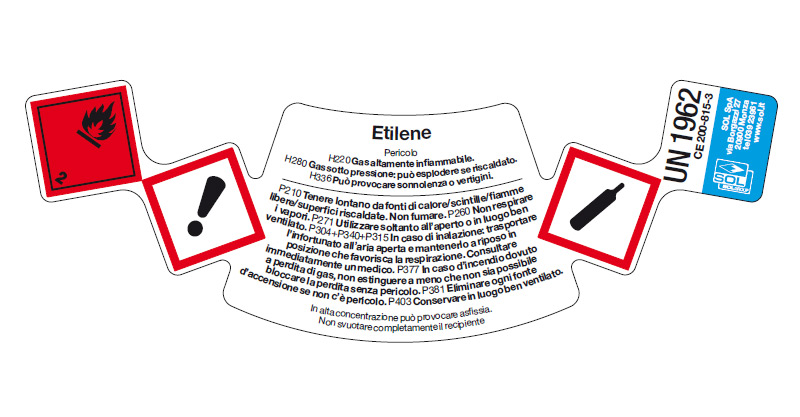 Etilene
Pericolo
H220 Gas altamente infiammabile.
H280 Gas sotto pressione: può esplodere se riscaldato.
H336 Può provocare sonnolenza o vertigini.
P210 Tenere lontano da fonti di calore/scintille/fiamme
libere/superfici riscaldate. Non fumare. P260 Non respirare
i vapori. P271 Utilizzare soltanto all'aperto o in luogo ben
ventilato. P304+P340+P315 In caso di inalazione: trasportare
l'infortunato all'aria aperta e mantenerlo a riposo in
posizione che favorisca la respirazione. Consultare
immediatamente un medico. P377 In caso d'incendio dovuto
a perdita di gas, non estinguere a meno che non sia possibile
bloccare la perdita senza pericolo. P381 Eliminare ogni fonte
d'accensione se non c'è pericolo. P403 Conservare in luogo ben ventilato.
In alta concentrazione può provocare asfissia.
Non svuotare completamente il recipiente
2
UN 1962
CE 200-815-3
SOL SpA
via Borgazzi 27
20900 Monza
tel 039 23961
www.sol.it
SOL
SOLGROUP